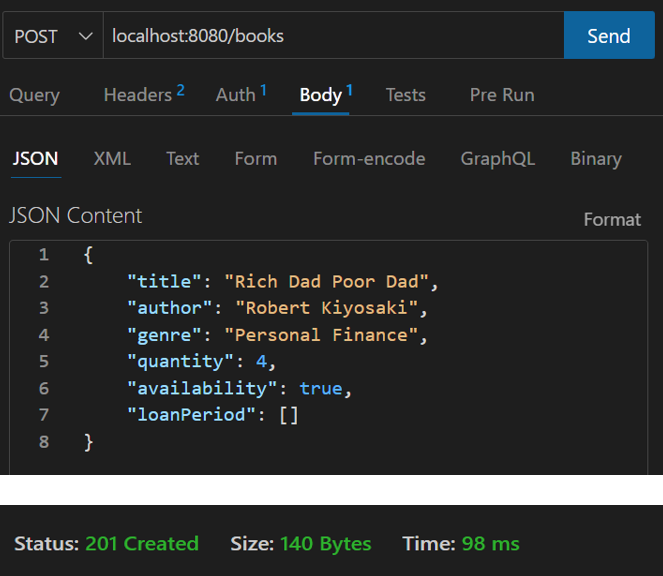 POST localhost:8080/books Send
Query Headers 2 Auth 1 Body 1 Tests Pre Run
JSON XML Text Form Form-encode GraphQL Binary
JSON Content Format
1 {
2 "title": "Rich Dad Poor Dad",
3 "author": "Robert Kiyosaki",
4 "genre": "Personal Finance",
5 "quantity": 4,
6 "availability": true,
7 "loanPeriod": []
8 }
Status: 201 Created Size: 140 Bytes Time: 98 ms